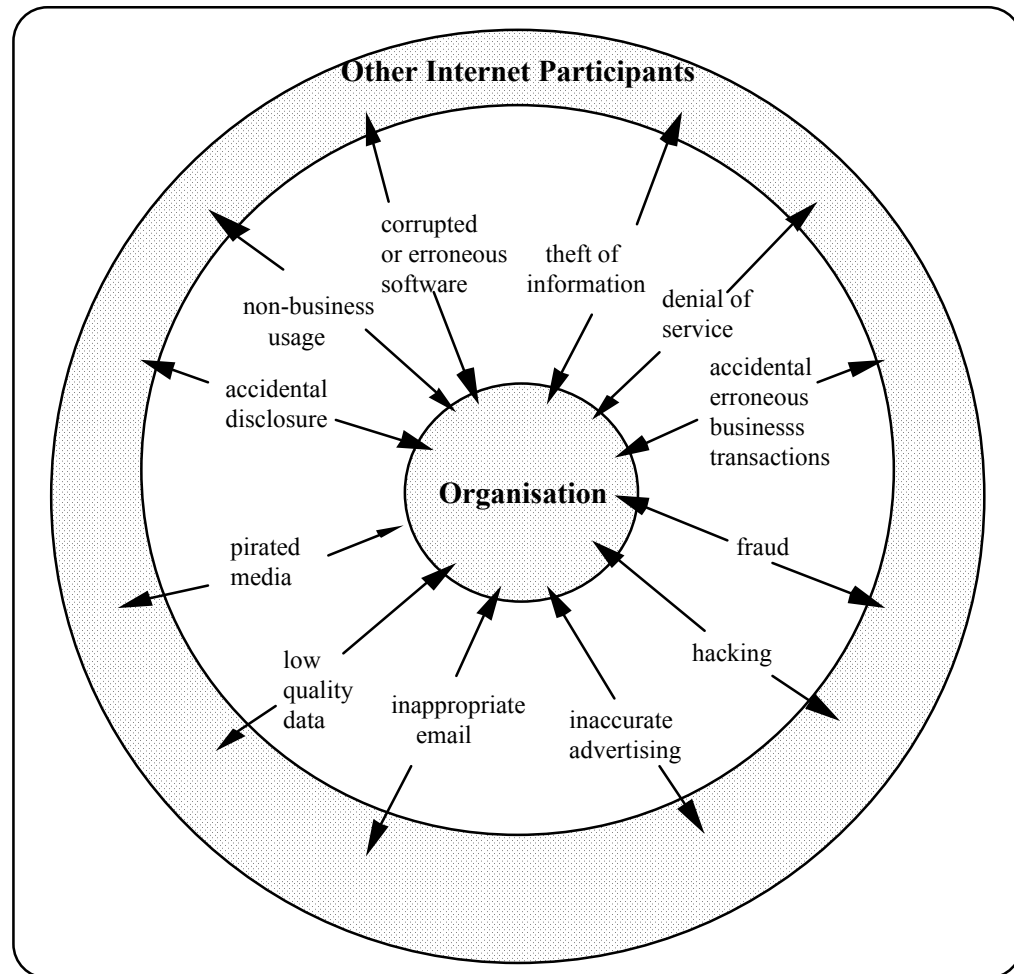 Other Internet Participants
corrupted
or erroneous
software
theft of
information
non-business
usage
denial of
service
accidental
disclosure
accidental
erroneous
businesss
transactions
Organisation
pirated
media
fraud
low
quality
data
inappropriate
email
inaccurate
advertising
hacking